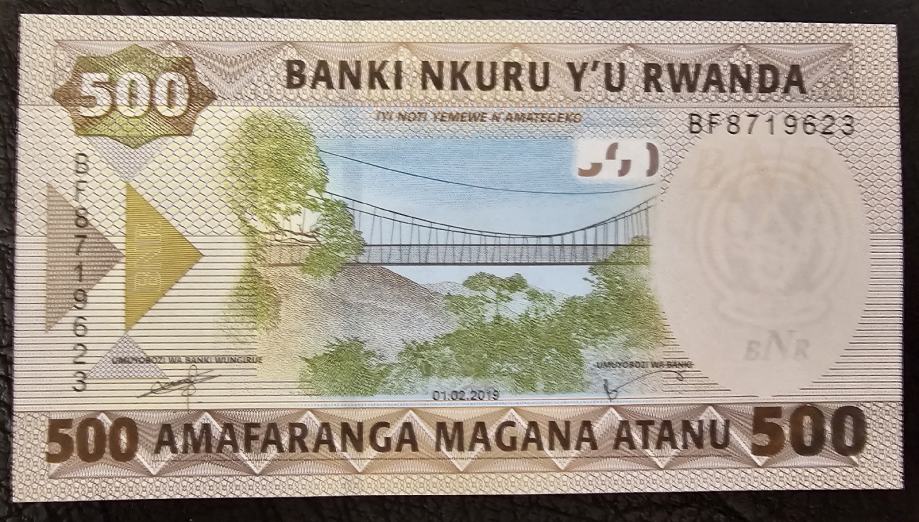 500
BANKI NKURU Y'U RWANDA
IYI NOTI YEMEWE N'AMATEGEKO
BF8719623
BF8719623
BNR
UMUYOBOZI WA BANKI WUNGIRIJE
UMUYOBOZI WA BANKI
01.02.2019
500 AMAFARANGA MAGANA ATANU 500